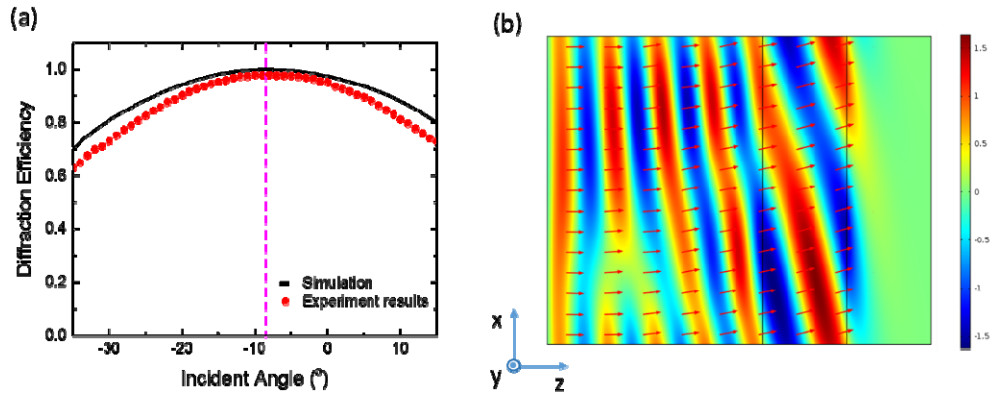 (a)
1.0
0.8
0.6
0.4
0.2
0.0
-30
-20
-10
0
10
Diffraction Efficiency
Incident Angle (°)
Simulation
Experiment results
(b)
x
y
z
1.5
1
0.5
0
-0.5
-1
-1.5